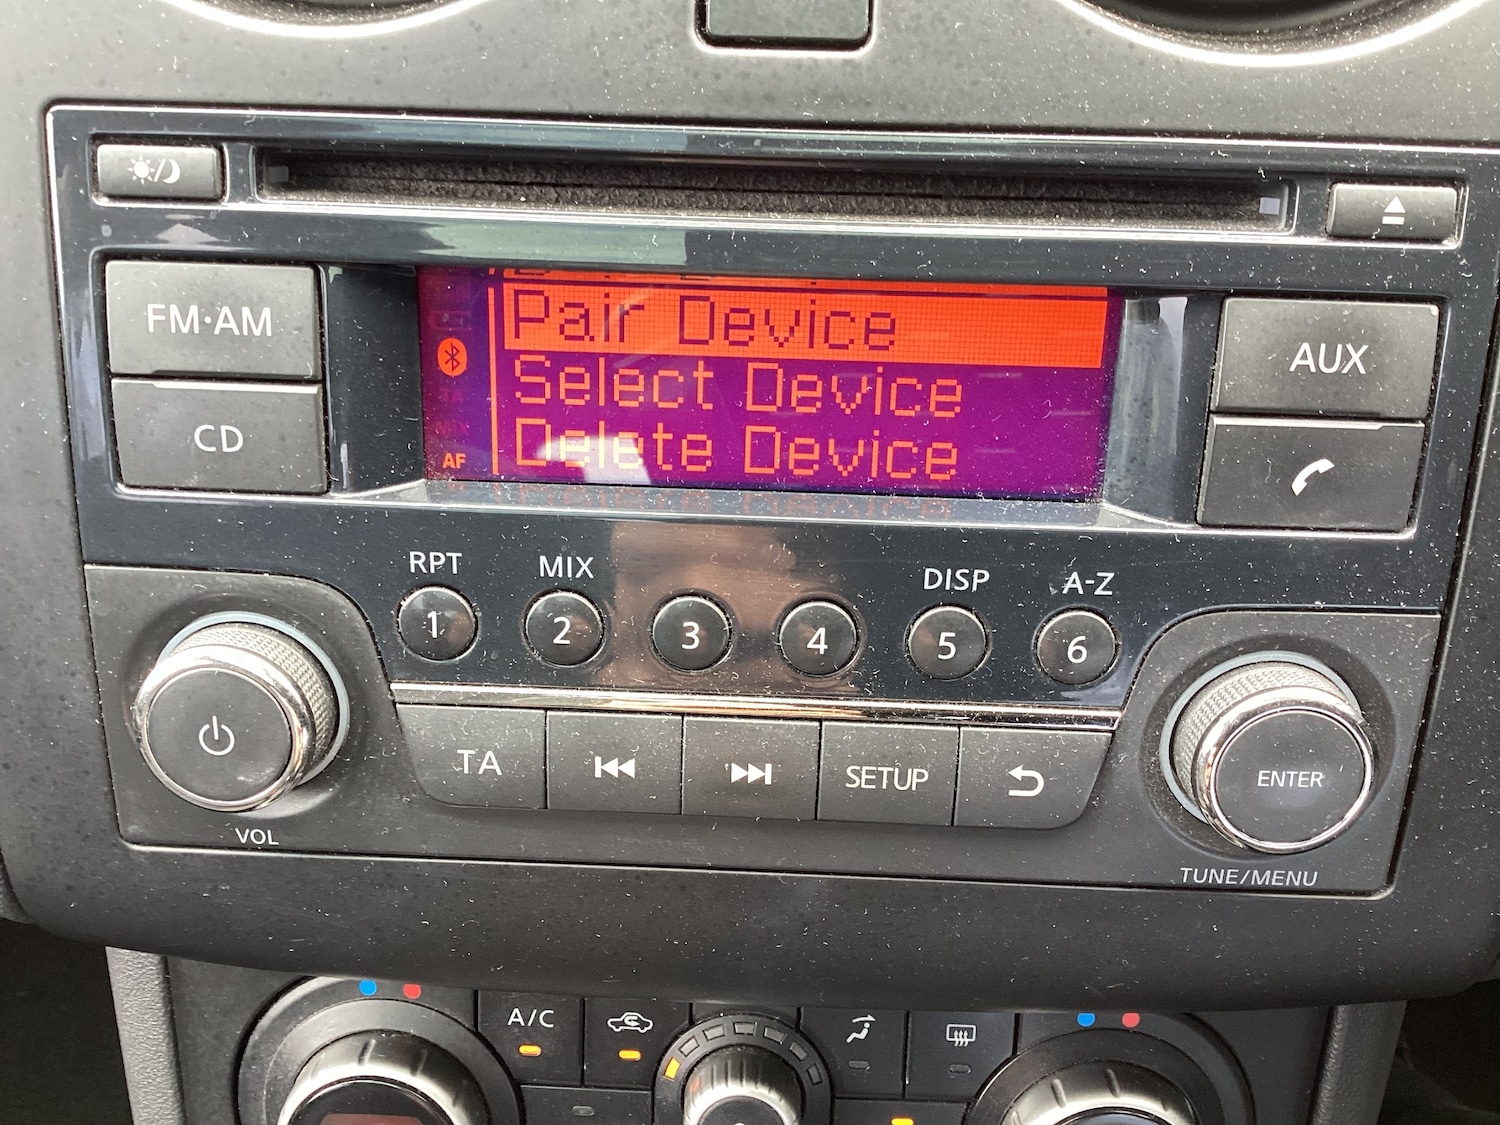 FM·AM
CD
Pair Device
Select Device
Delete Device
AF
AUX
RPT
MIX
DISP
A-Z
1
2
3
4
5
6
TA
SETUP
VOL
ENTER
TUNE/MENU
A/C